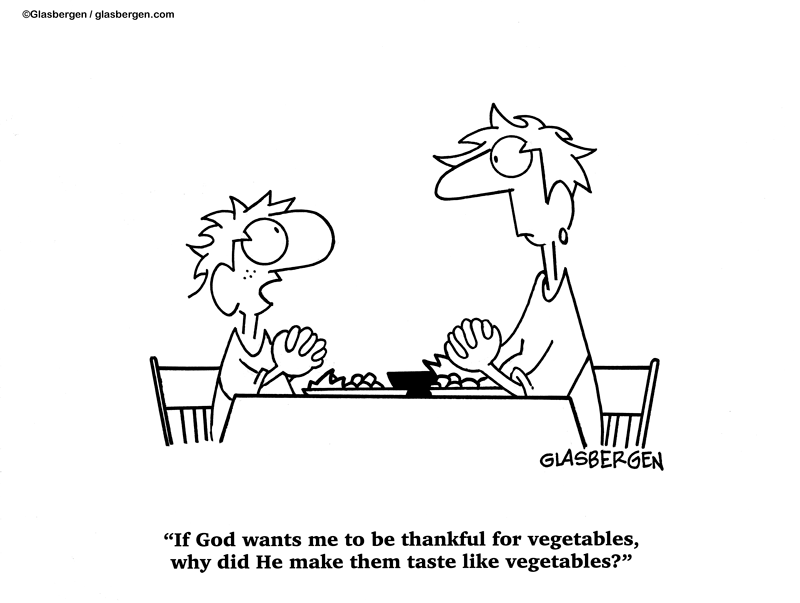 ©Glasbergen / glasbergen.com
GLASBERGEN
“If God wants me to be thankful for vegetables,
why did He make them taste like vegetables?”